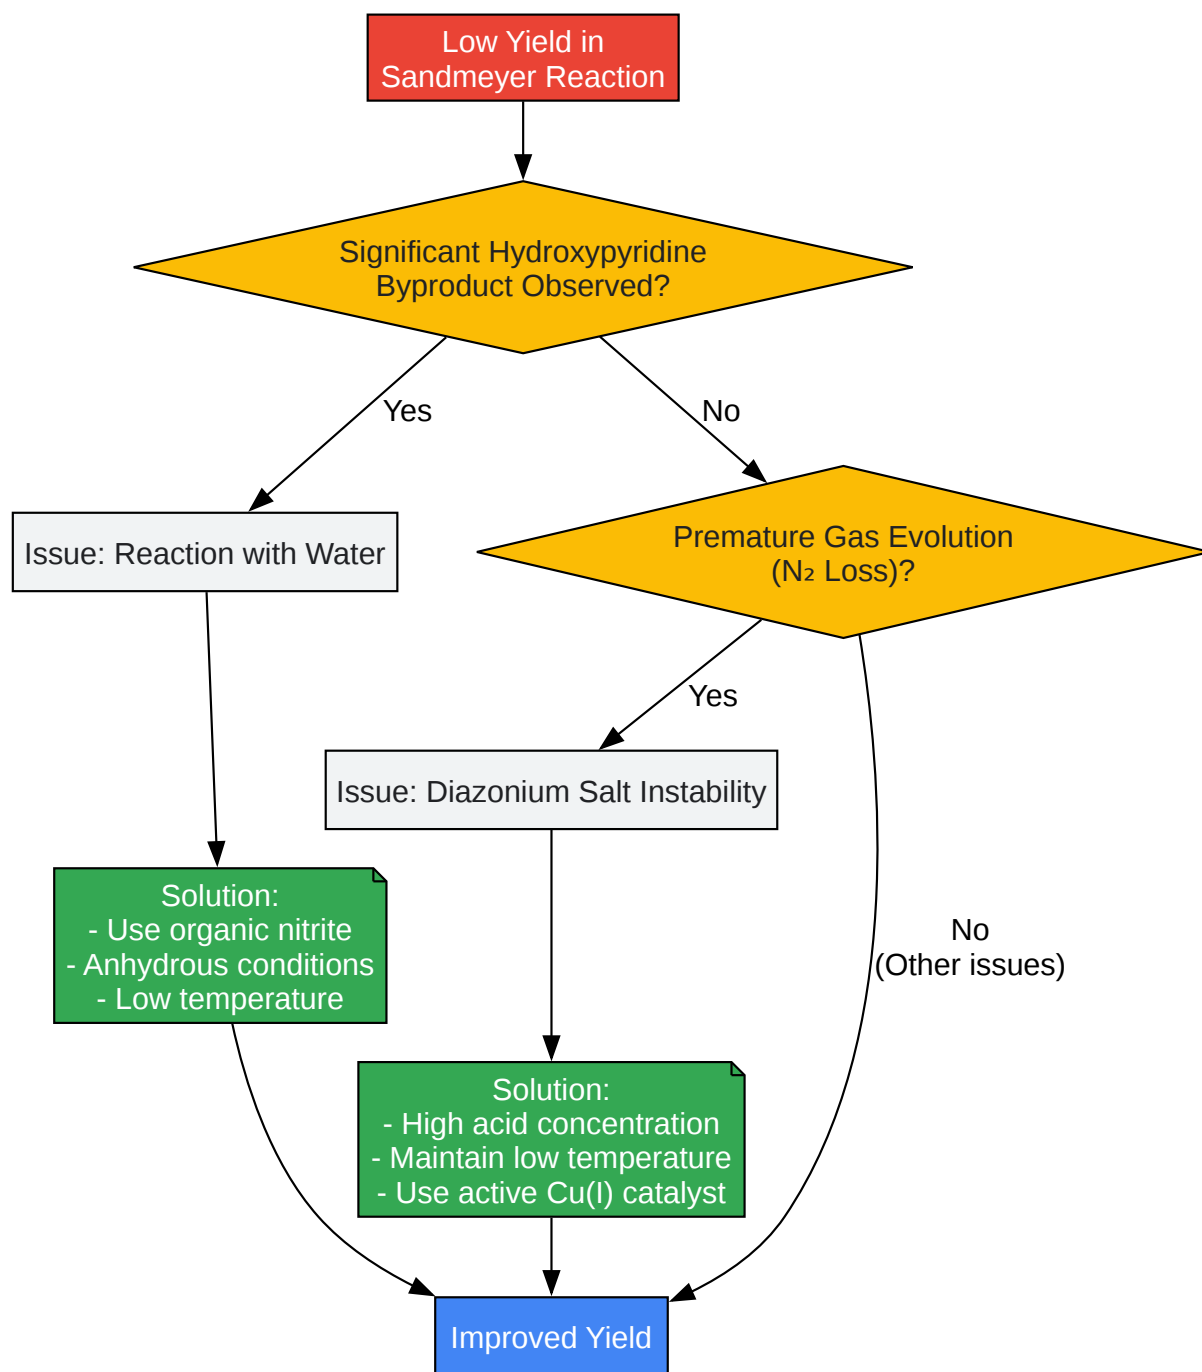 Low Yield in
Sandmeyer Reaction
Significant Hydroxypyridine
Byproduct Observed?
Yes
No
Issue: Reaction with Water
Premature Gas Evolution
(N₂ Loss)?
Yes
Issue: Diazonium Salt Instability
Solution:
- Use organic nitrite
- Anhydrous conditions
- Low temperature
No
(Other issues)
Solution:
- High acid concentration
- Maintain low temperature
- Use active Cu(I) catalyst
Improved Yield